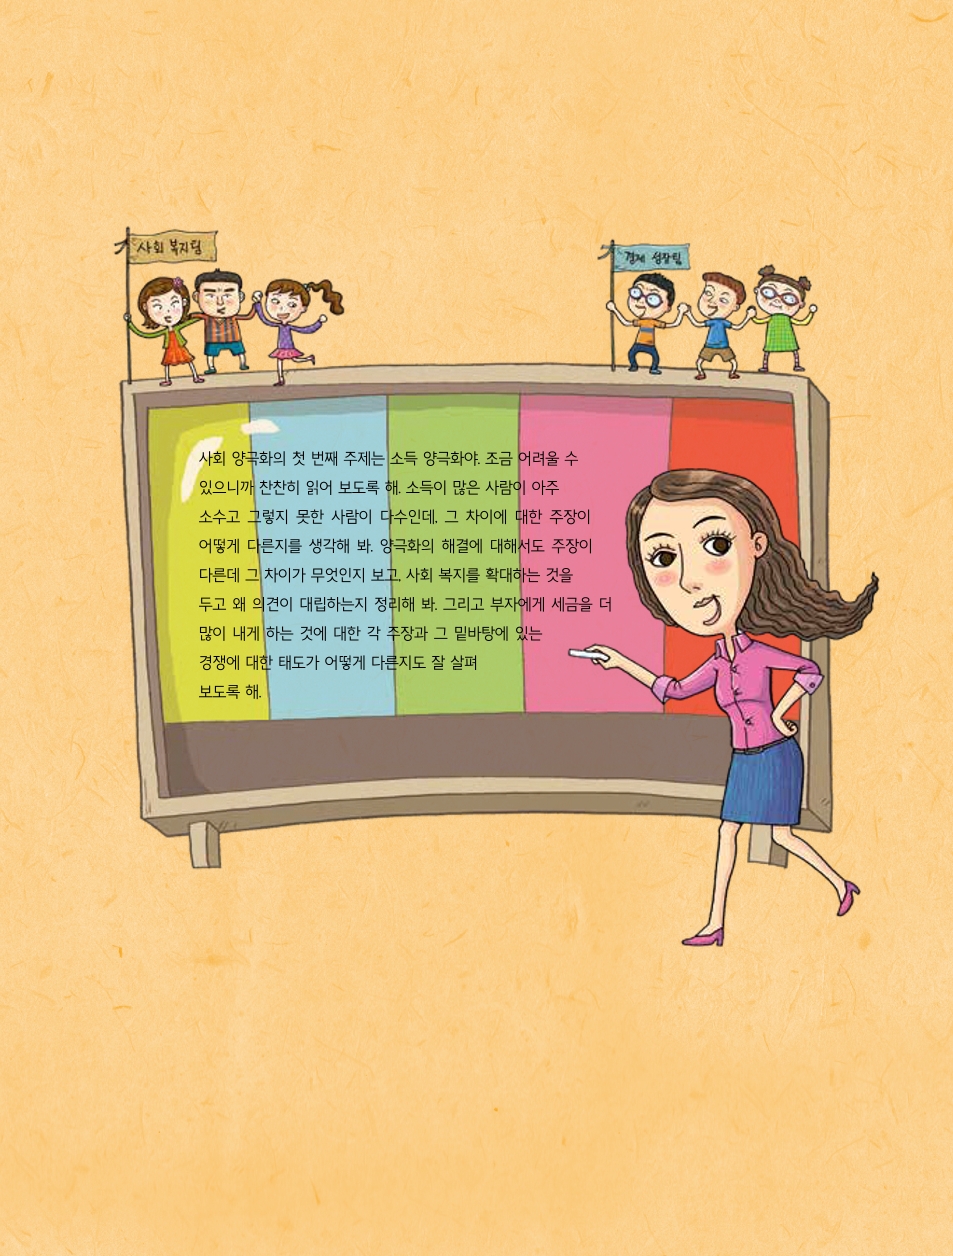 사회 복지팀
경제 성장팀
사회 양극화의 첫 번째 주제는 소득 양극화야. 조금 어려울 수
있으니까 찬찬히 읽어 보도록 해. 소득이 많은 사람이 아주
소수고 그렇지 못한 사람이 다수인데, 그 차이에 대한 주장이
어떻게 다른지를 생각해 봐. 양극화의 해결에 대해서도 주장이
다른데 그 차이가 무엇인지 보고, 사회 복지를 확대하는 것을
두고 왜 의견이 대립하는지 정리해 봐. 그리고 부자에게 세금을 더
많이 내게 하는 것에 대한 각 주장과 그 밑바탕에 있는
경쟁에 대한 태도가 어떻게 다른지도 잘 살펴
보도록 해.